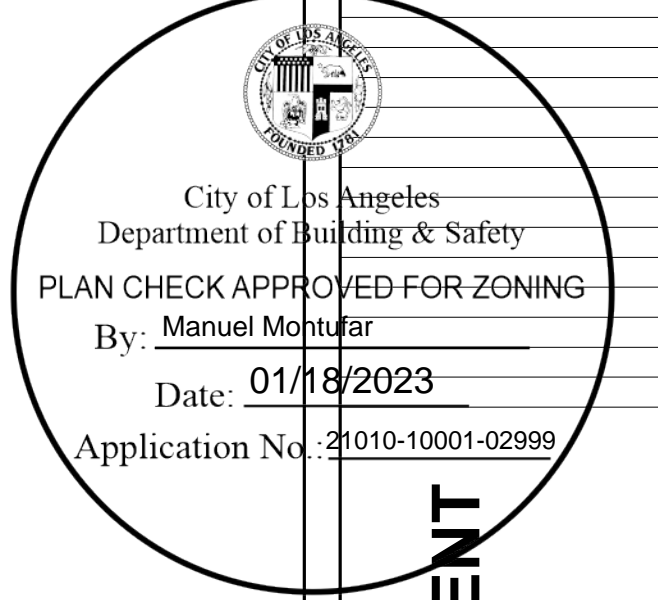 CITY OF LOS ANGELES
FOUNDED 1781
City of Los Angeles
Department of Building & Safety
PLAN CHECK APPROVED FOR ZONING
By: Manuel Montufar
Date: 01/18/2023
Application No.: 21010-10001-02999
ENT